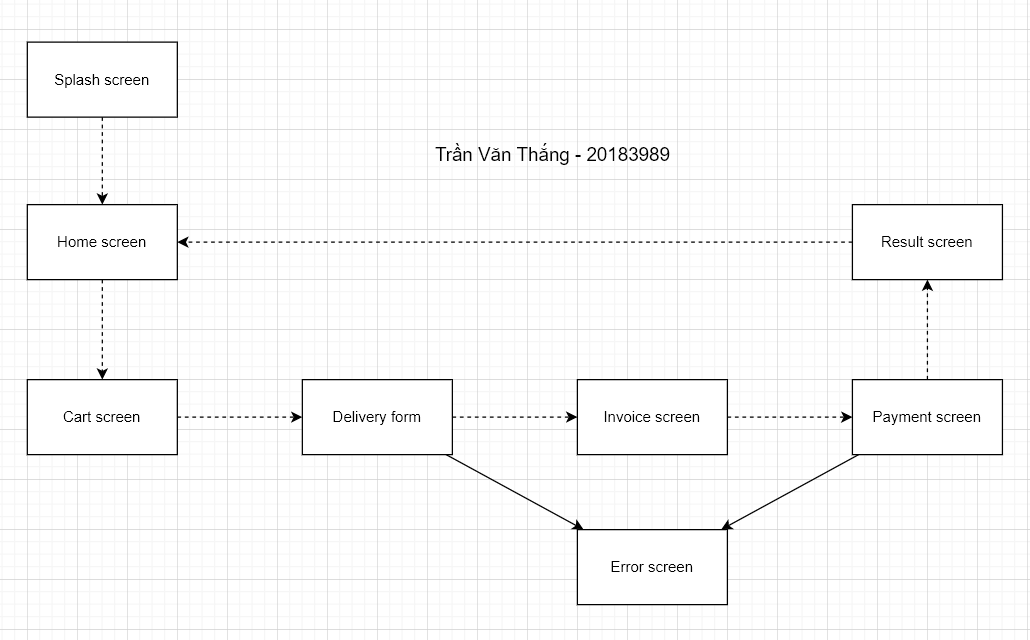 Splash screen
Trần Văn Thắng - 20183989
Home screen
Result screen
Cart screen
Delivery form
Invoice screen
Payment screen
Error screen